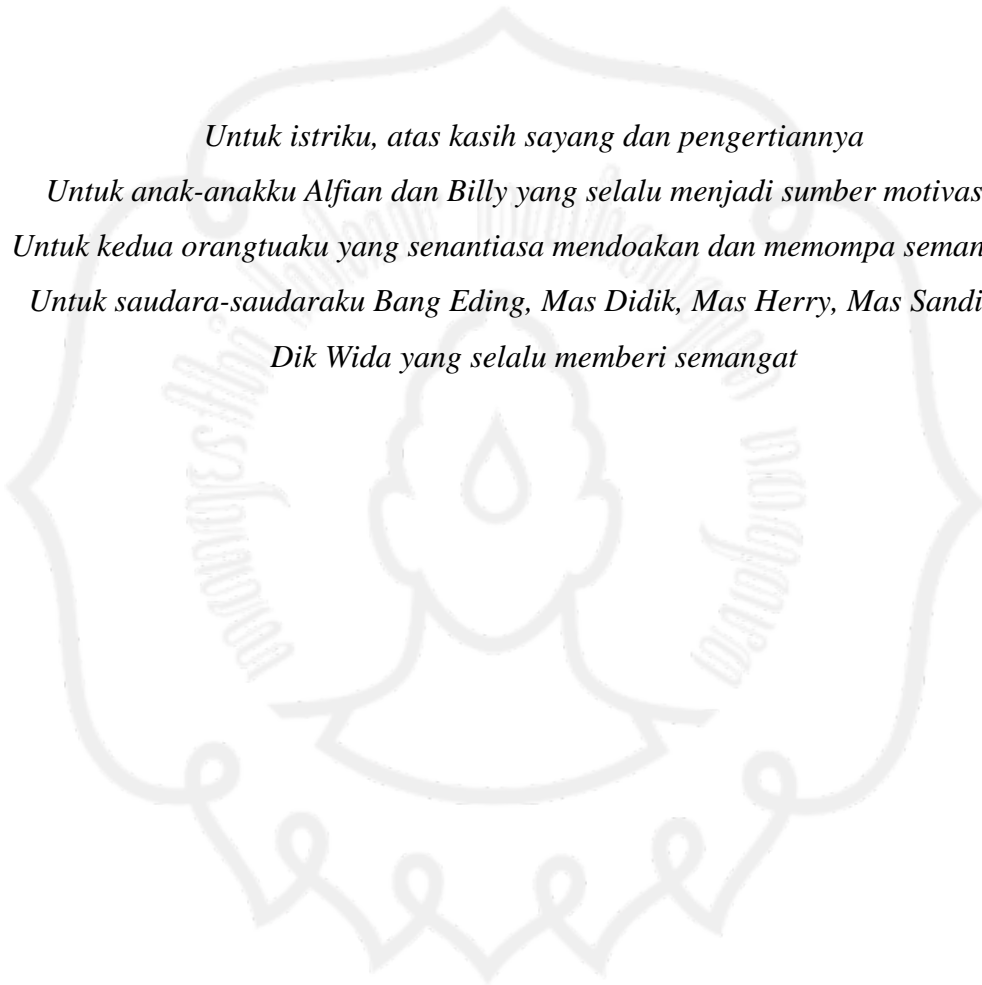 Untuk istriku, atas kasih sayang dan pengertiannya
Untuk anak-anakku Alfian dan Billy yang selalu menjadi sumber motivas
Untuk kedua orangtuaku yang senantiasa mendoakan dan memompa seman
Untuk saudara-saudaraku Bang Eding, Mas Didik, Mas Herry, Mas Sandi
Dik Wida yang selalu memberi semangat